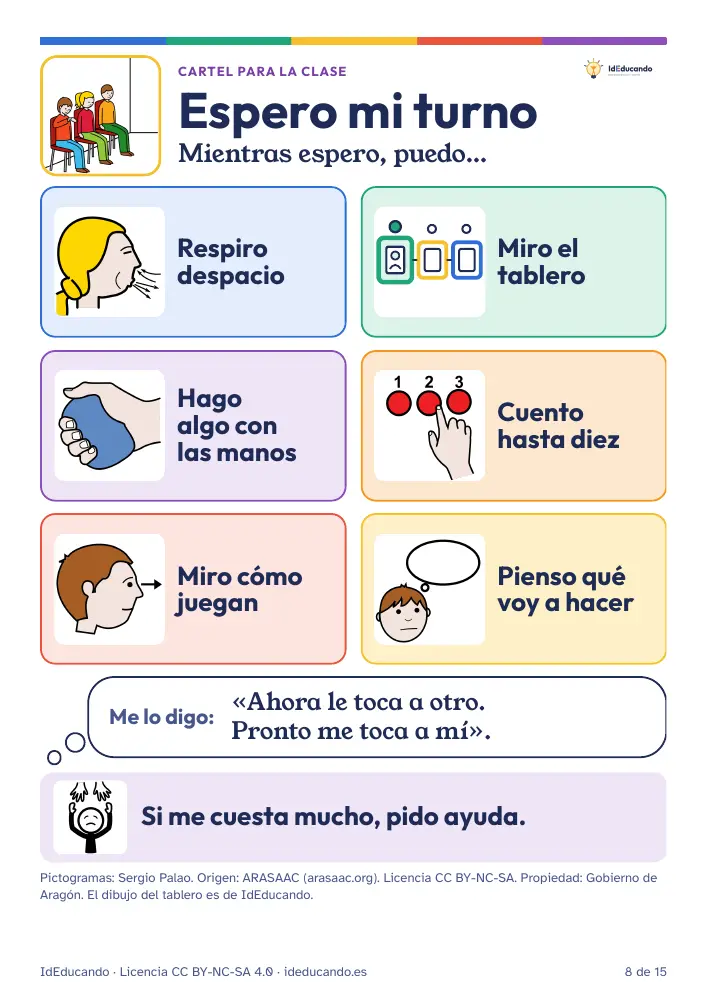 CARTEL PARA LA CLASE
IdEducando
Espero mi turno
Mientras espero, puedo...
Respiro
despacio
Miro el
tablero
Hago
algo con
las manos
1 2 3
Cuento
hasta diez
Miro cómo
juegan
Pienso qué
voy a hacer
Me lo digo:
«Ahora le toca a otro.
Pronto me toca a mí».
Si me cuesta mucho, pido ayuda.
Pictogramas: Sergio Palao. Origen: ARASAAC (arasaac.org). Licencia CC BY-NC-SA. Propiedad: Gobierno de
Aragón. El dibujo del tablero es de IdEducando.
IdEducando · Licencia CC BY-NC-SA 4.0 · ideducando.es
8 de 15